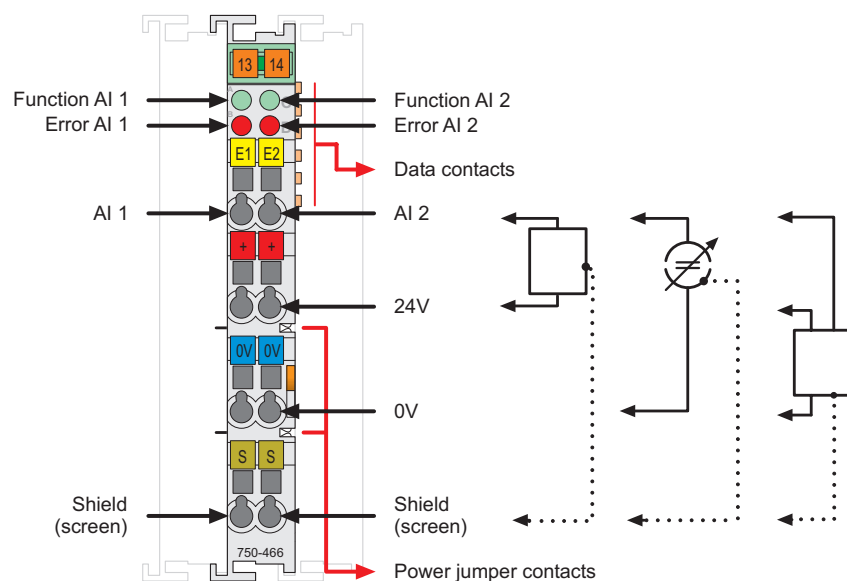 13 14
A C
Function AI 1
Function AI 2
B D
Error AI 1
Error AI 2
E1 E2
Data contacts
AI 1
AI 2
+ +
24V
0V 0V
0V
S S
Shield
(screen)
Shield
(screen)
750-466
Power jumper contacts